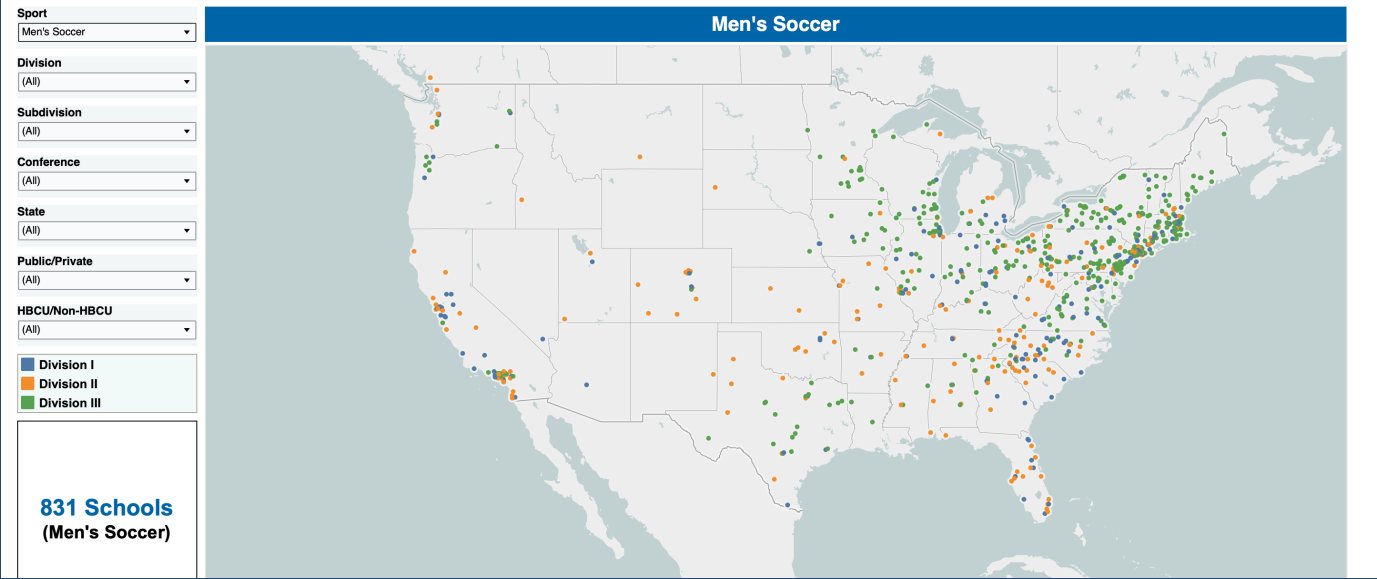 Sport
Men's Soccer
Division
(All)
Subdivision
(All)
Conference
(All)
State
(All)
Public/Private
(All)
HBCU/Non-HBCU
(All)
Division I
Division II
Division III
831 Schools
(Men's Soccer)
Men's Soccer